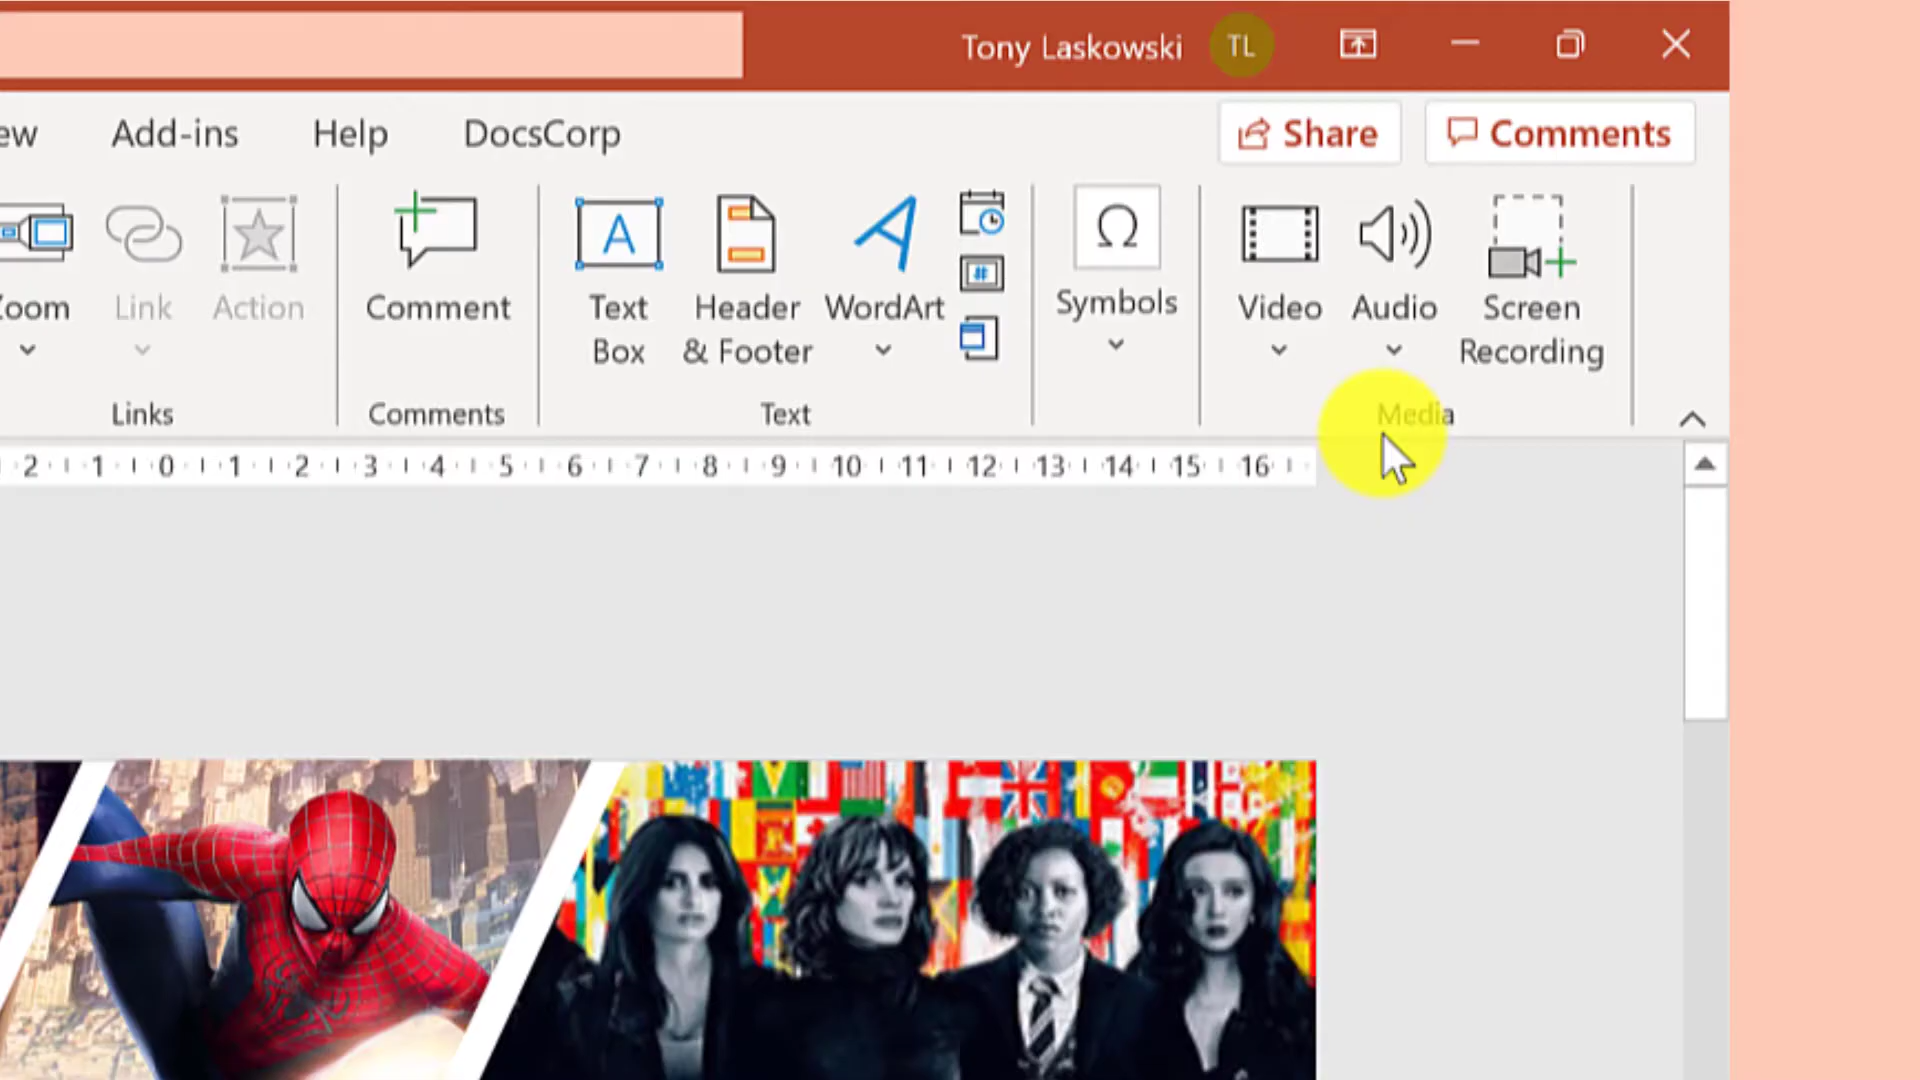 Tony Laskowski TL
ew Add-ins Help DocsCorp Share Comments
Zoom Link Action Comment Text Box Header & Footer WordArt Symbols Video Audio Screen Recording
Links Comments Text Media
2 1 0 1 2 3 4 5 6 7 8 9 10 11 12 13 14 15 16